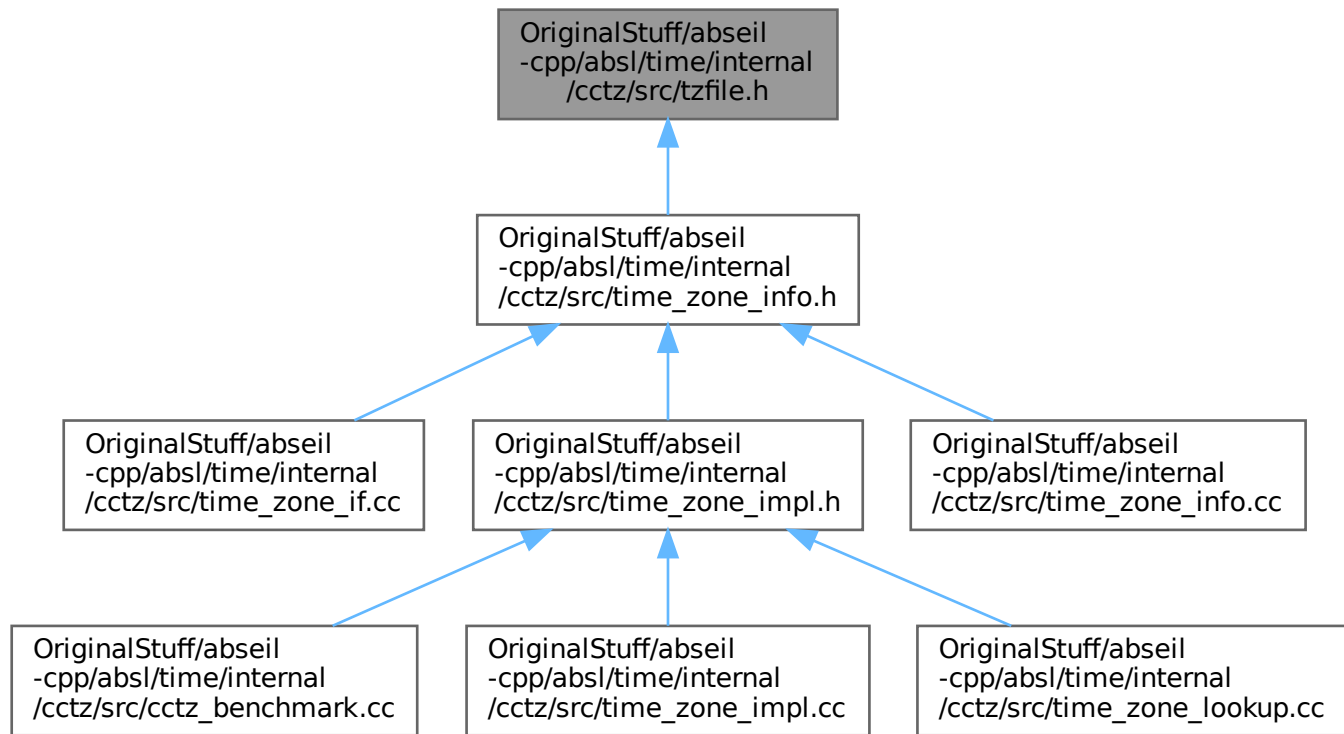 OriginalStuff/abseil
-cpp/absl/time/internal
/cctz/src/tzfile.h
OriginalStuff/abseil
-cpp/absl/time/internal
/cctz/src/time_zone_info.h
OriginalStuff/abseil
-cpp/absl/time/internal
/cctz/src/time_zone_if.cc
OriginalStuff/abseil
-cpp/absl/time/internal
/cctz/src/time_zone_impl.h
OriginalStuff/abseil
-cpp/absl/time/internal
/cctz/src/time_zone_info.cc
OriginalStuff/abseil
-cpp/absl/time/internal
/cctz/src/cctz_benchmark.cc
OriginalStuff/abseil
-cpp/absl/time/internal
/cctz/src/time_zone_impl.cc
OriginalStuff/abseil
-cpp/absl/time/internal
/cctz/src/time_zone_lookup.cc